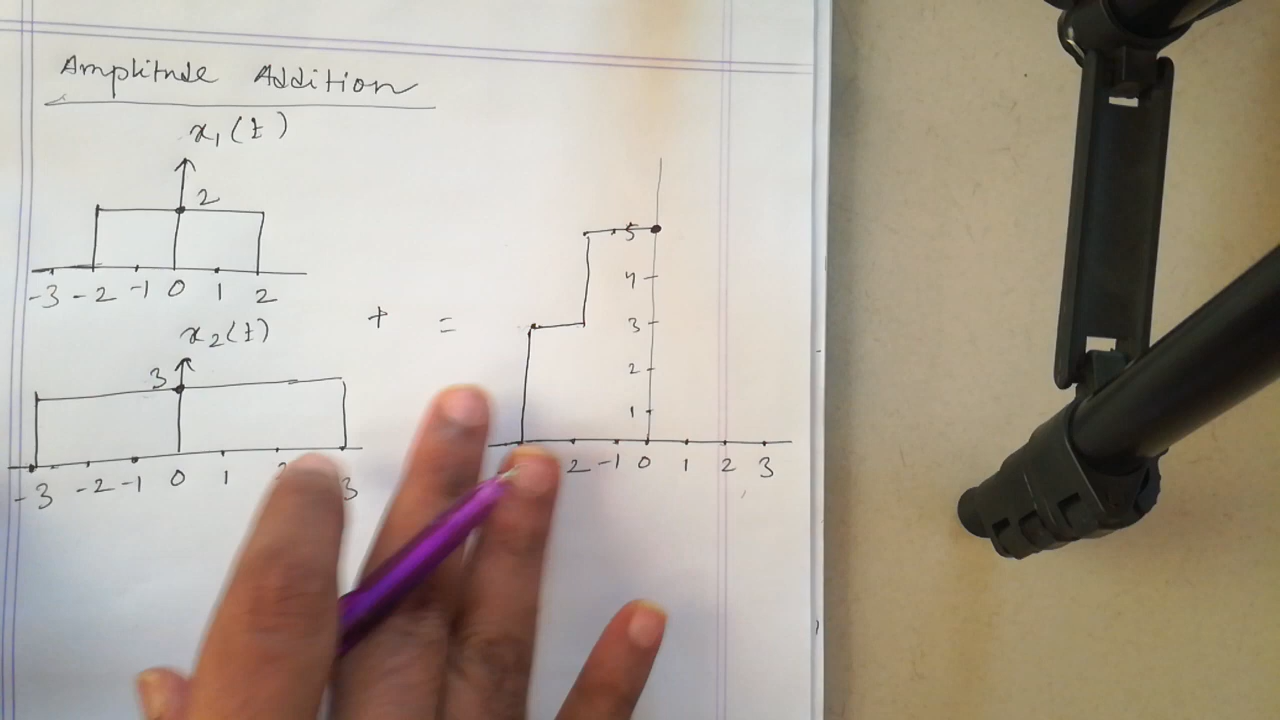 Amplitude Addition
x₁(t)
2
-3 -2 -1 0 1 2
x₂(t)
3
-3 -2 -1 0 1 3
+ =
5
4
3
2
1
2 -1 0 1 2 3